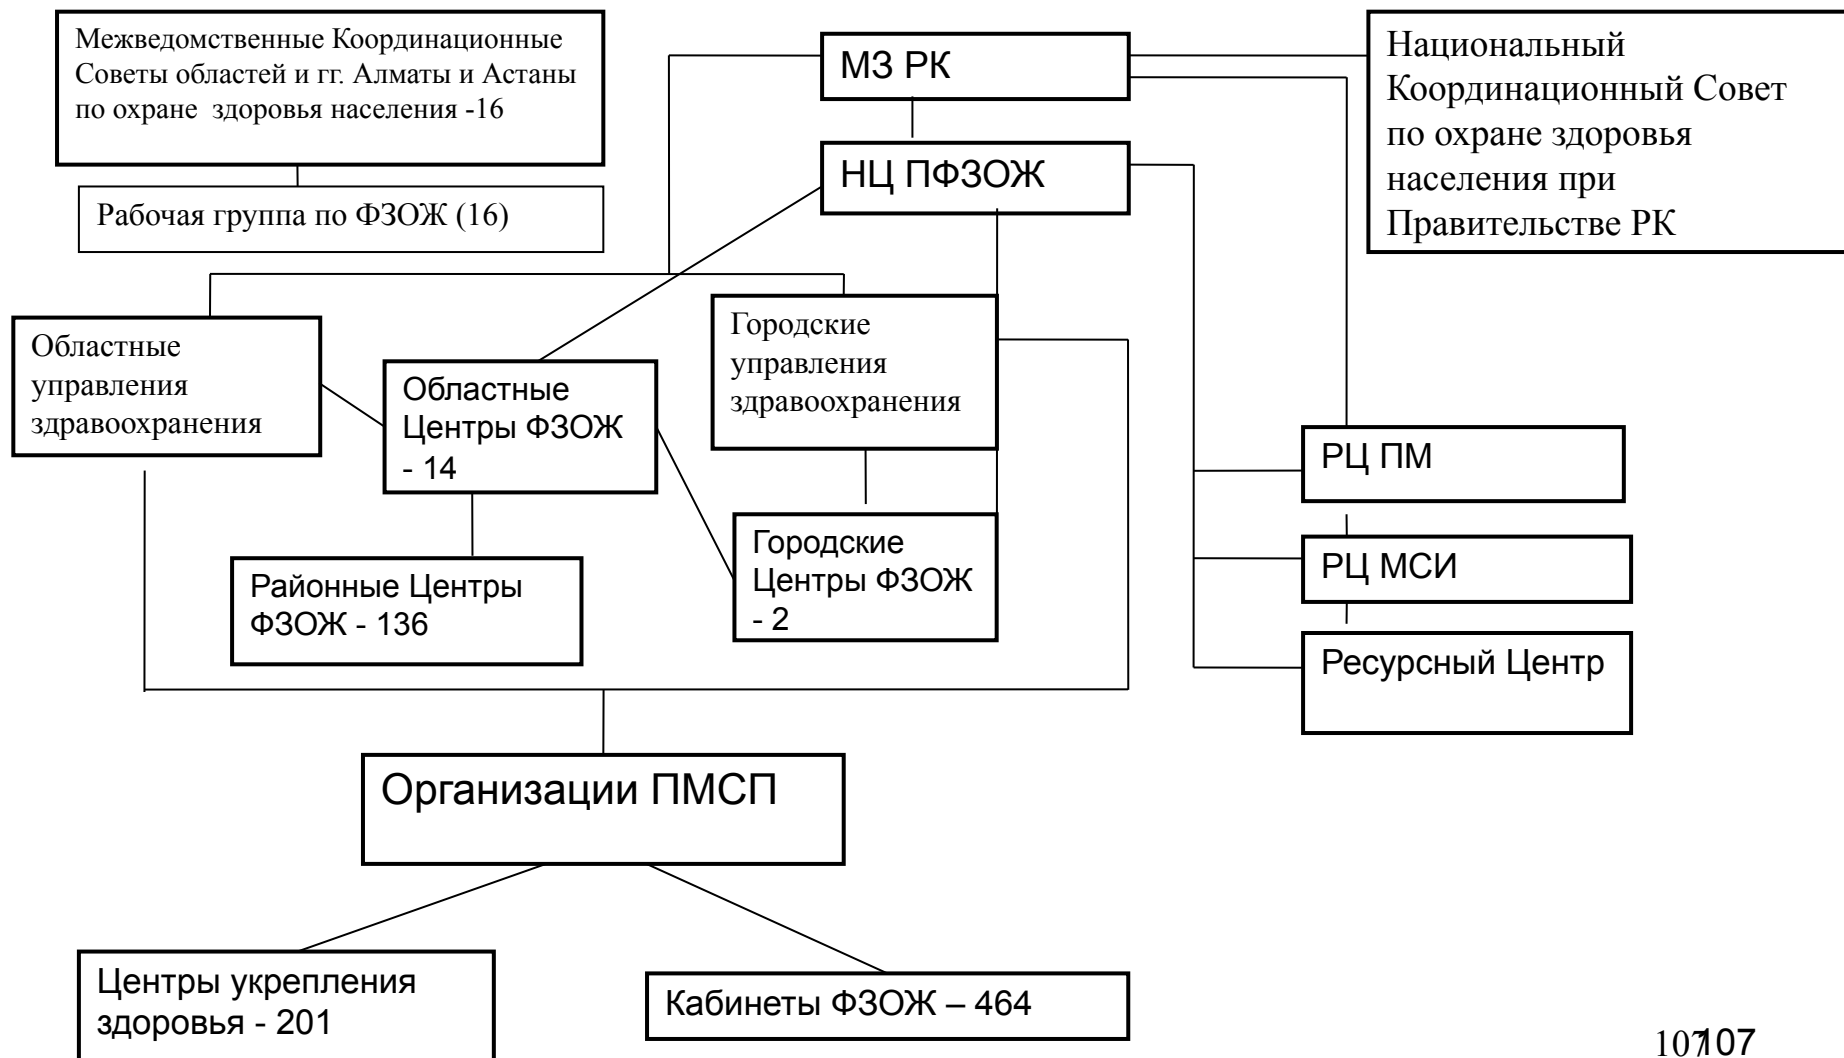 Межведомственные Координационные
Советы областей и гг. Алматы и Астаны
по охране здоровья населения -16
Рабочая группа по ФЗОЖ (16)
МЗ РК
НЦ ПФЗОЖ
Национальный
Координационный Совет
по охране здоровья
населения при
Правительстве РК
Областные
управления
здравоохранения
Областные
Центры ФЗОЖ
- 14
Городские
управления
здравоохранения
Районные Центры
ФЗОЖ - 136
Городские
Центры ФЗОЖ
- 2
РЦ ПМ
РЦ МСИ
Ресурсный Центр
Организации ПМСП
Центры укрепления
здоровья - 201
Кабинеты ФЗОЖ – 464
107107